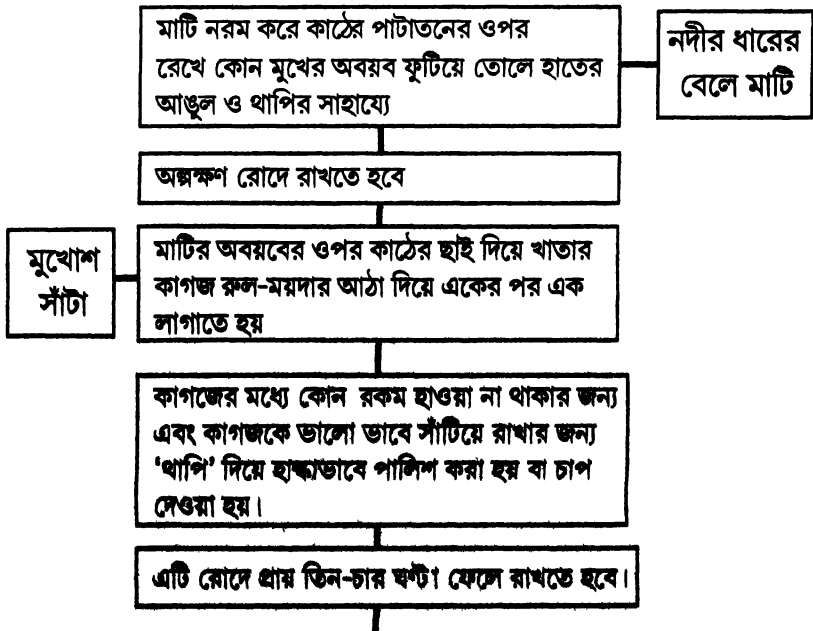 মাটি নরম করে কাঠের পাটাতনের ওপর
রেখে কোন মুখের অবয়ব ফুটিয়ে তোলে হাতের
আঙুল ও থাপির সাহায্যে
নদীর ধারের
বেলে মাটি
অল্পক্ষণ রোদে রাখতে হবে
মুখোশ
সাঁটা
মাটির অবয়বের ওপর কাঠের ছাই দিয়ে খাতার
কাগজ রুল-ময়দার আঠা দিয়ে একের পর এক
লাগাতে হয়
কাগজের মধ্যে কোন রকম হাওয়া না থাকার জন্য
এবং কাগজকে ভালো ভাবে সাঁটিয়ে রাখার জন্য
‘থাপি’ দিয়ে হাল্কাভাবে পালিশ করা হয় বা চাপ
দেওয়া হয়।
এটি রোদে প্রায় তিন-চার ঘণ্টা ফেলে রাখতে হবে।